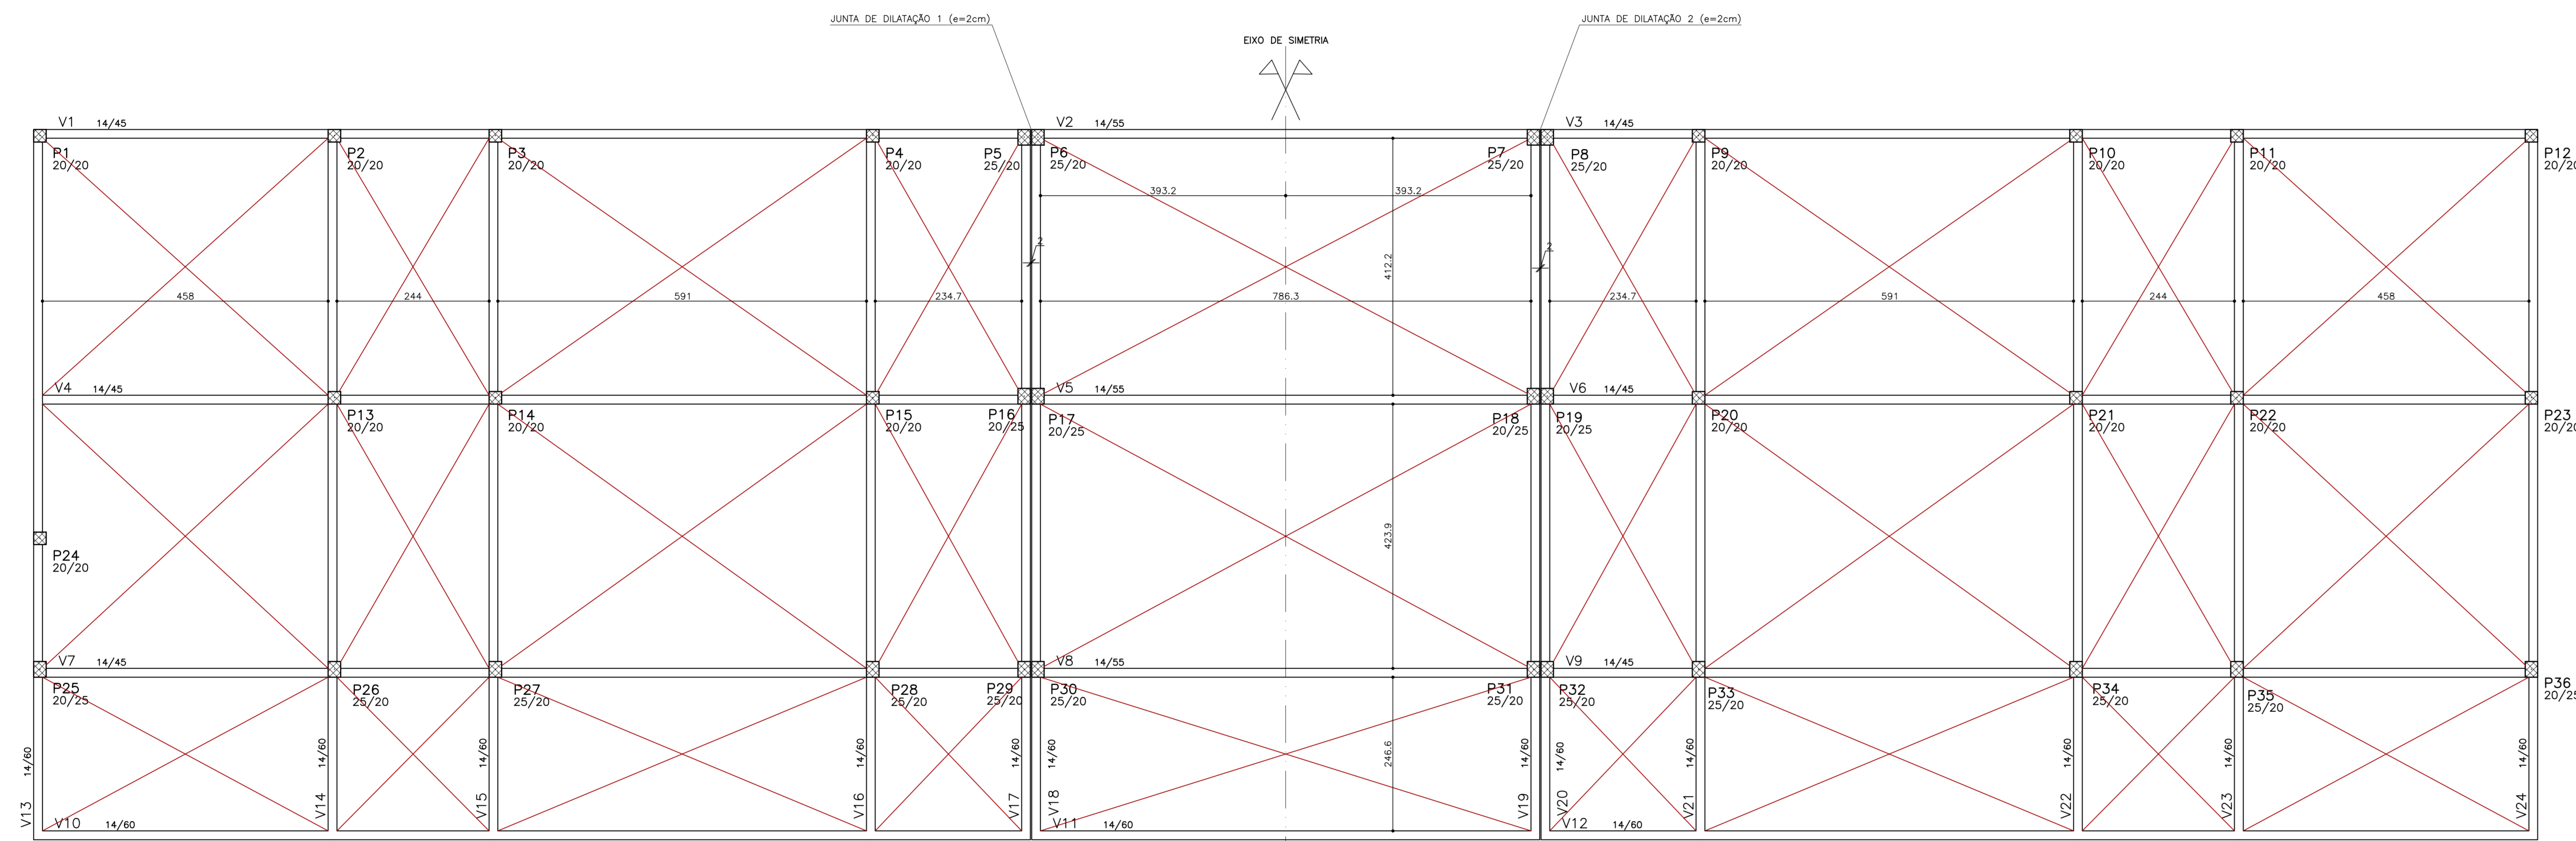 JUNTA DE DILATAÇÃO 1 (e=2cm)
JUNTA DE DILATAÇÃO 2 (e=2cm)
EIXO DE SIMETRIA
V1 14/45
V2 14/55
V3 14/45
P1
20/20
P2
20/20
P3
20/20
P4
20/20
P5
25/20
P6
25/20
P7
25/20
P8
25/20
P9
20/20
P10
20/20
P11
20/20
P12
20/20
393.2
393.2
2
2
412.2
458
244
591
234.7
786.3
234.7
591
244
458
V4 14/45
V5 14/55
V6 14/45
P13
20/20
P14
20/20
P15
20/20
P16
20/25
P17
20/25
P18
20/25
P19
20/25
P20
20/20
P21
20/20
P22
20/20
P23
20/20
423.9
P24
20/20
V7 14/45
V8 14/55
V9 14/45
P25
20/25
P26
25/20
P27
25/20
P28
25/20
P29
25/20
P30
25/20
P31
25/20
P32
25/20
P33
25/20
P34
25/20
P35
25/20
P36
20/25
246.6
V13 14/60
V14 14/60
V15 14/60
V16 14/60
V17 14/60
V18 14/60
V19 14/60
V20 14/60
V21 14/60
V22 14/60
V23 14/60
V24 14/60
V10 14/60
V11 14/60
V12 14/60